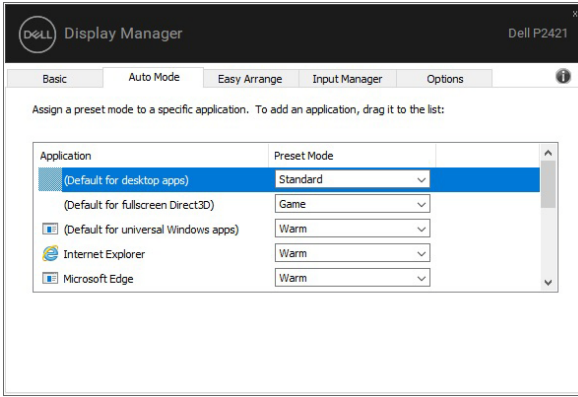 DELL Display Manager
Dell P2421
Basic Auto Mode Easy Arrange Input Manager Options
Assign a preset mode to a specific application. To add an application, drag it to the list:
Application Preset Mode
(Default for desktop apps) Standard
(Default for fullscreen Direct3D) Game
(Default for universal Windows apps) Warm
Internet Explorer Warm
Microsoft Edge Warm